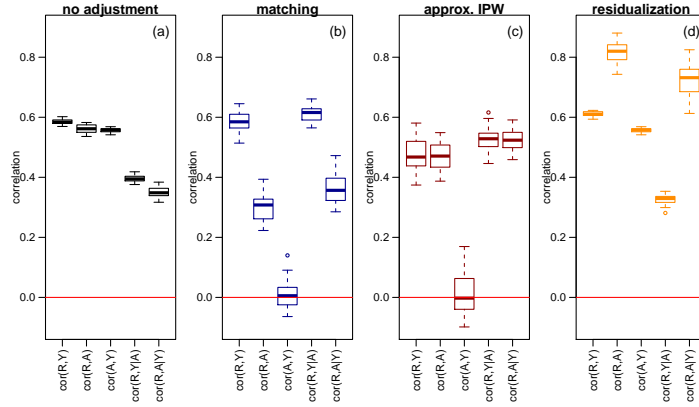 no adjustment
matching
approx. IPW
residualization
(a)
(b)
(c)
(d)
correlation
0.0
0.2
0.4
0.6
0.8
cor(R,Y)
cor(R,A)
cor(A,Y)
cor(R,Y|A)
cor(R,A|Y)
correlation
0.0
0.2
0.4
0.6
0.8
cor(R,Y)
cor(R,A)
cor(A,Y)
cor(R,Y|A)
cor(R,A|Y)
correlation
0.0
0.2
0.4
0.6
0.8
cor(R,Y)
cor(R,A)
cor(A,Y)
cor(R,Y|A)
cor(R,A|Y)
correlation
0.0
0.2
0.4
0.6
0.8
cor(R,Y)
cor(R,A)
cor(A,Y)
cor(R,Y|A)
cor(R,A|Y)